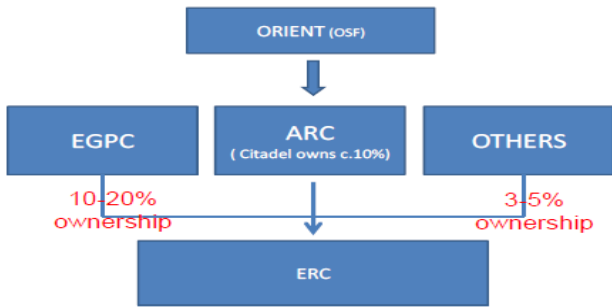 ORIENT (OSF)
EGPC
ARC
( Citadel owns c.10%)
OTHERS
10-20%
ownership
3-5%
ownership
ERC